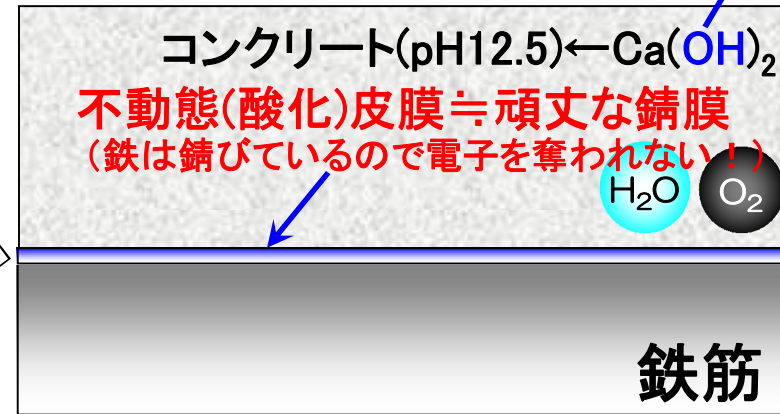 コンクリート(pH12.5)←Ca(OH)₂
不動態(酸化)皮膜≒頑丈な錆膜
（鉄は錆びているので電子を奪われない！）
H₂O O₂
鉄筋